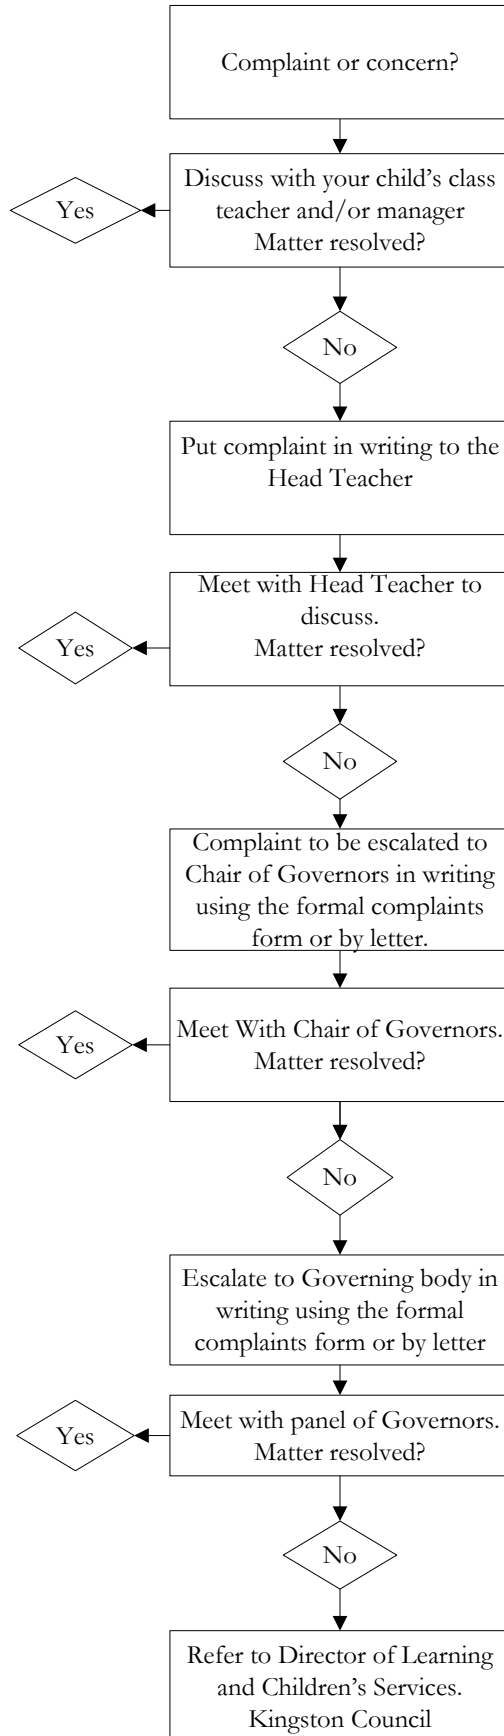 Complaint or concern?
Discuss with your child's class
teacher and/or manager
Matter resolved?
Yes
No
Put complaint in writing to the
Head Teacher
Meet with Head Teacher to
discuss.
Matter resolved?
Yes
No
Complaint to be escalated to
Chair of Governors in writing
using the formal complaints
form or by letter.
Meet With Chair of Governors.
Matter resolved?
Yes
No
Escalate to Governing body in
writing using the formal
complaints form or by letter
Meet with panel of Governors.
Matter resolved?
Yes
No
Refer to Director of Learning
and Children's Services.
Kingston Council